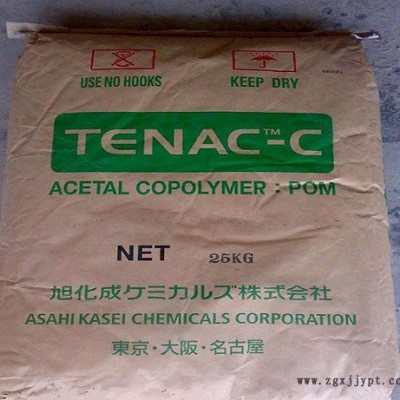 USE NO HOOKS
KEEP DRY
TENAC™-C
ACETAL COPOLYMER : POM
NET 25KG
旭化成ケミカルズ株式会社
ASAHI KASEI CHEMICALS CORPORATION
東京・大阪・名古屋
www.zgxjjypt.com